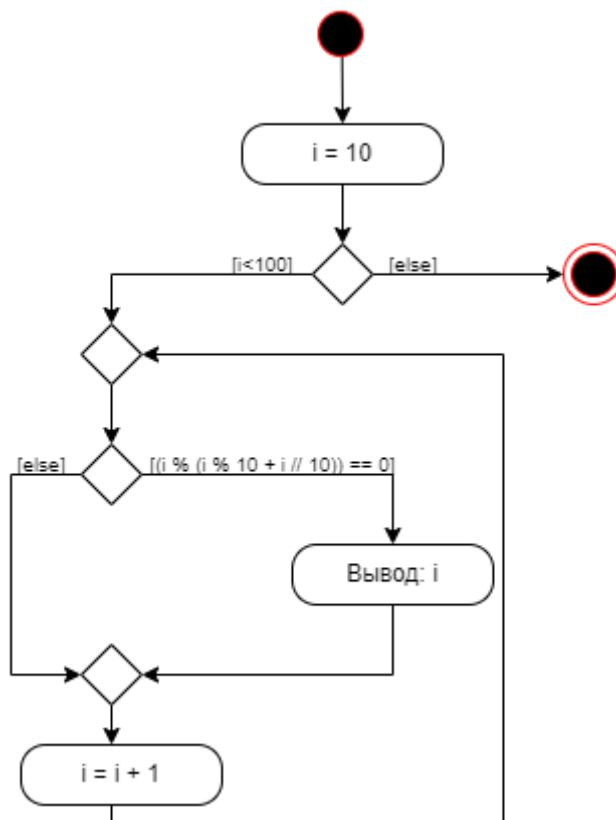 i = 10
[i<100]
[else]
[else]
[(i % (i % 10 + i // 10)) == 0]
Вывод: i
i = i + 1